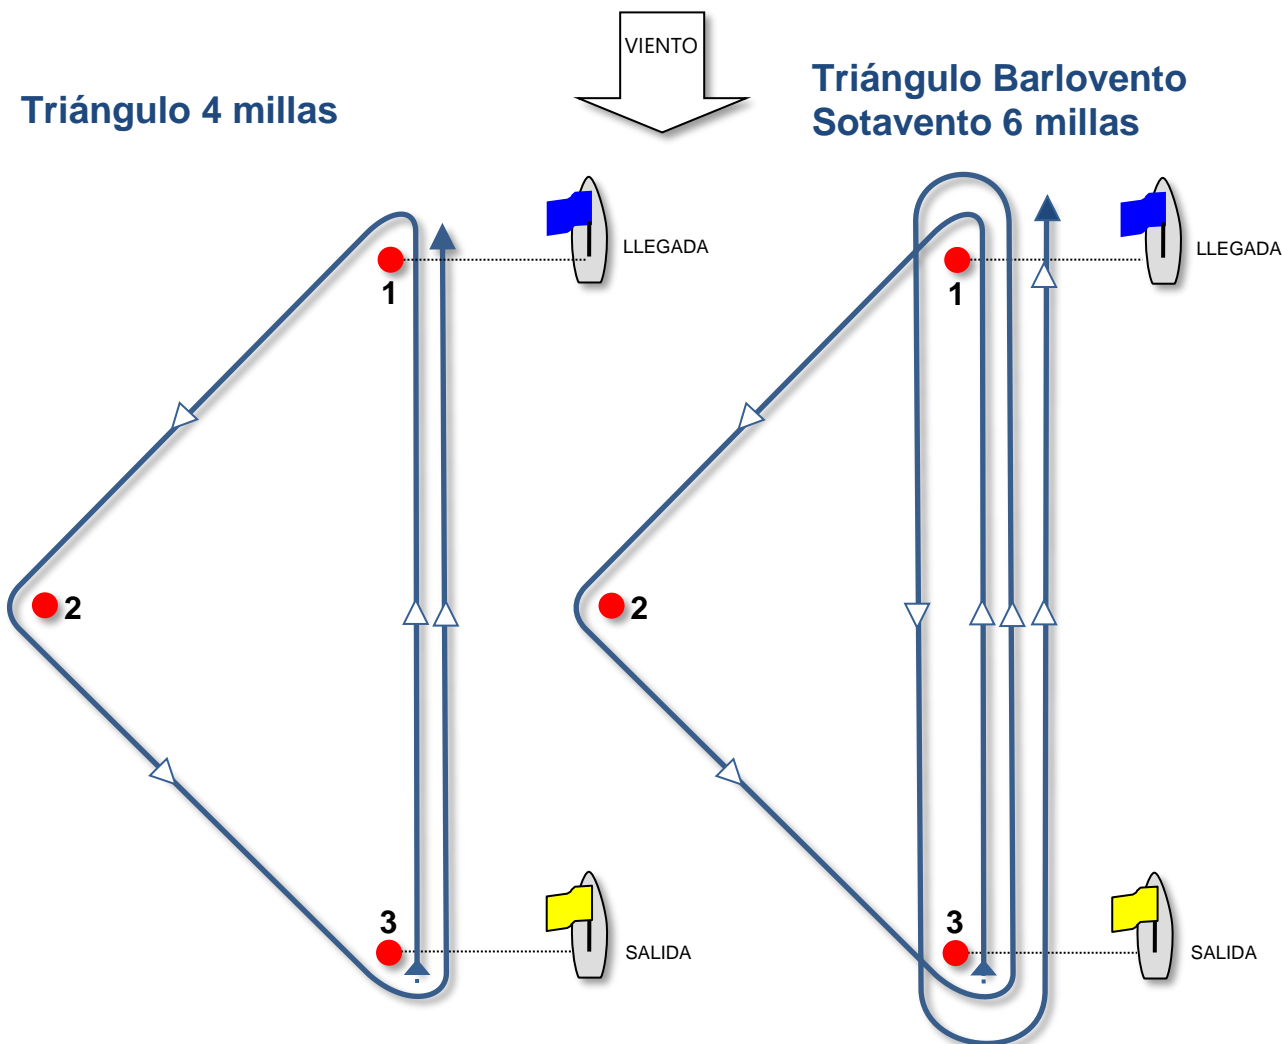 VIENTO
Triángulo 4 millas
Triángulo Barlovento
Sotavento 6 millas
LLEGADA
1
2
3
SALIDA
LLEGADA
1
2
3
SALIDA